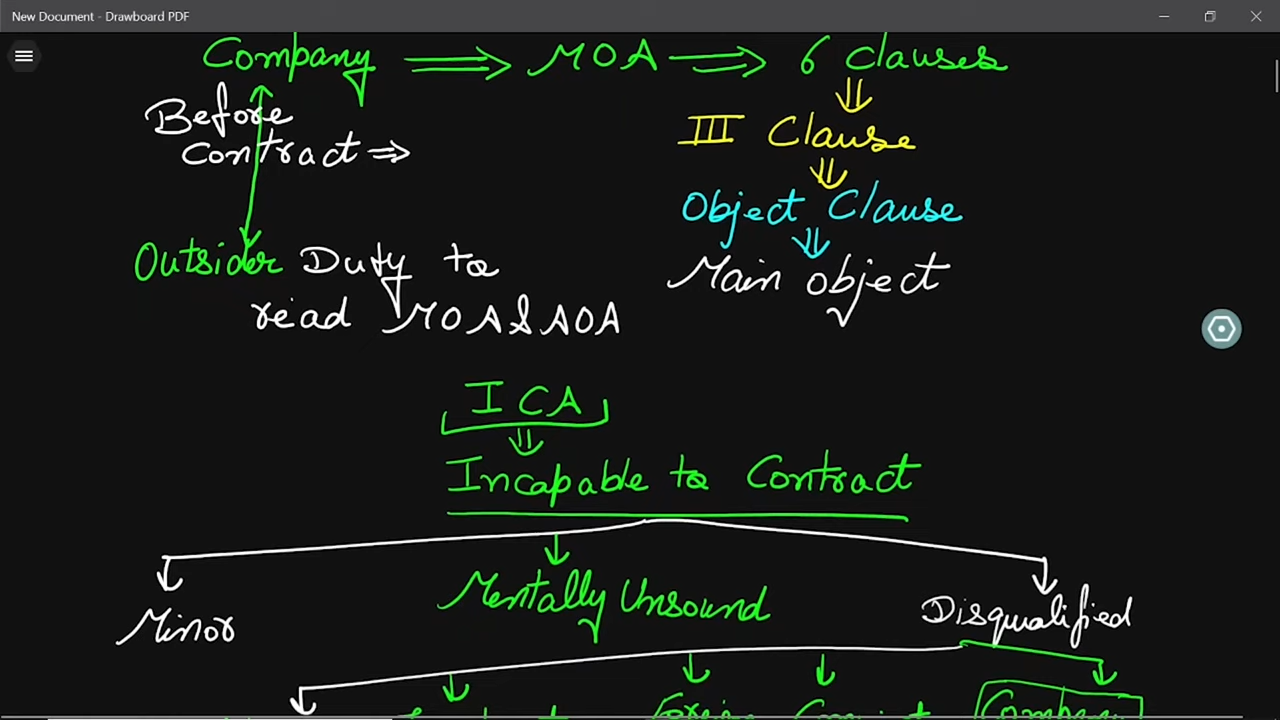 New Document - Drawboard PDF
Company ⇒ MOA ⇒ 6 Clauses
Before
Contract ⇒
III Clause
Object Clause
Outsider Duty to
read MOA & AOA
Main object
ICA
Incapable to Contract
Minor
Mentally Unsound
Disqualified
Company